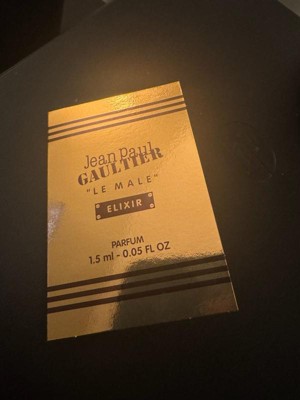 Jean Paul
GAULTIER
"LE MALE"
ELIXIR
PARFUM
1.5 ml - 0.05 FL OZ